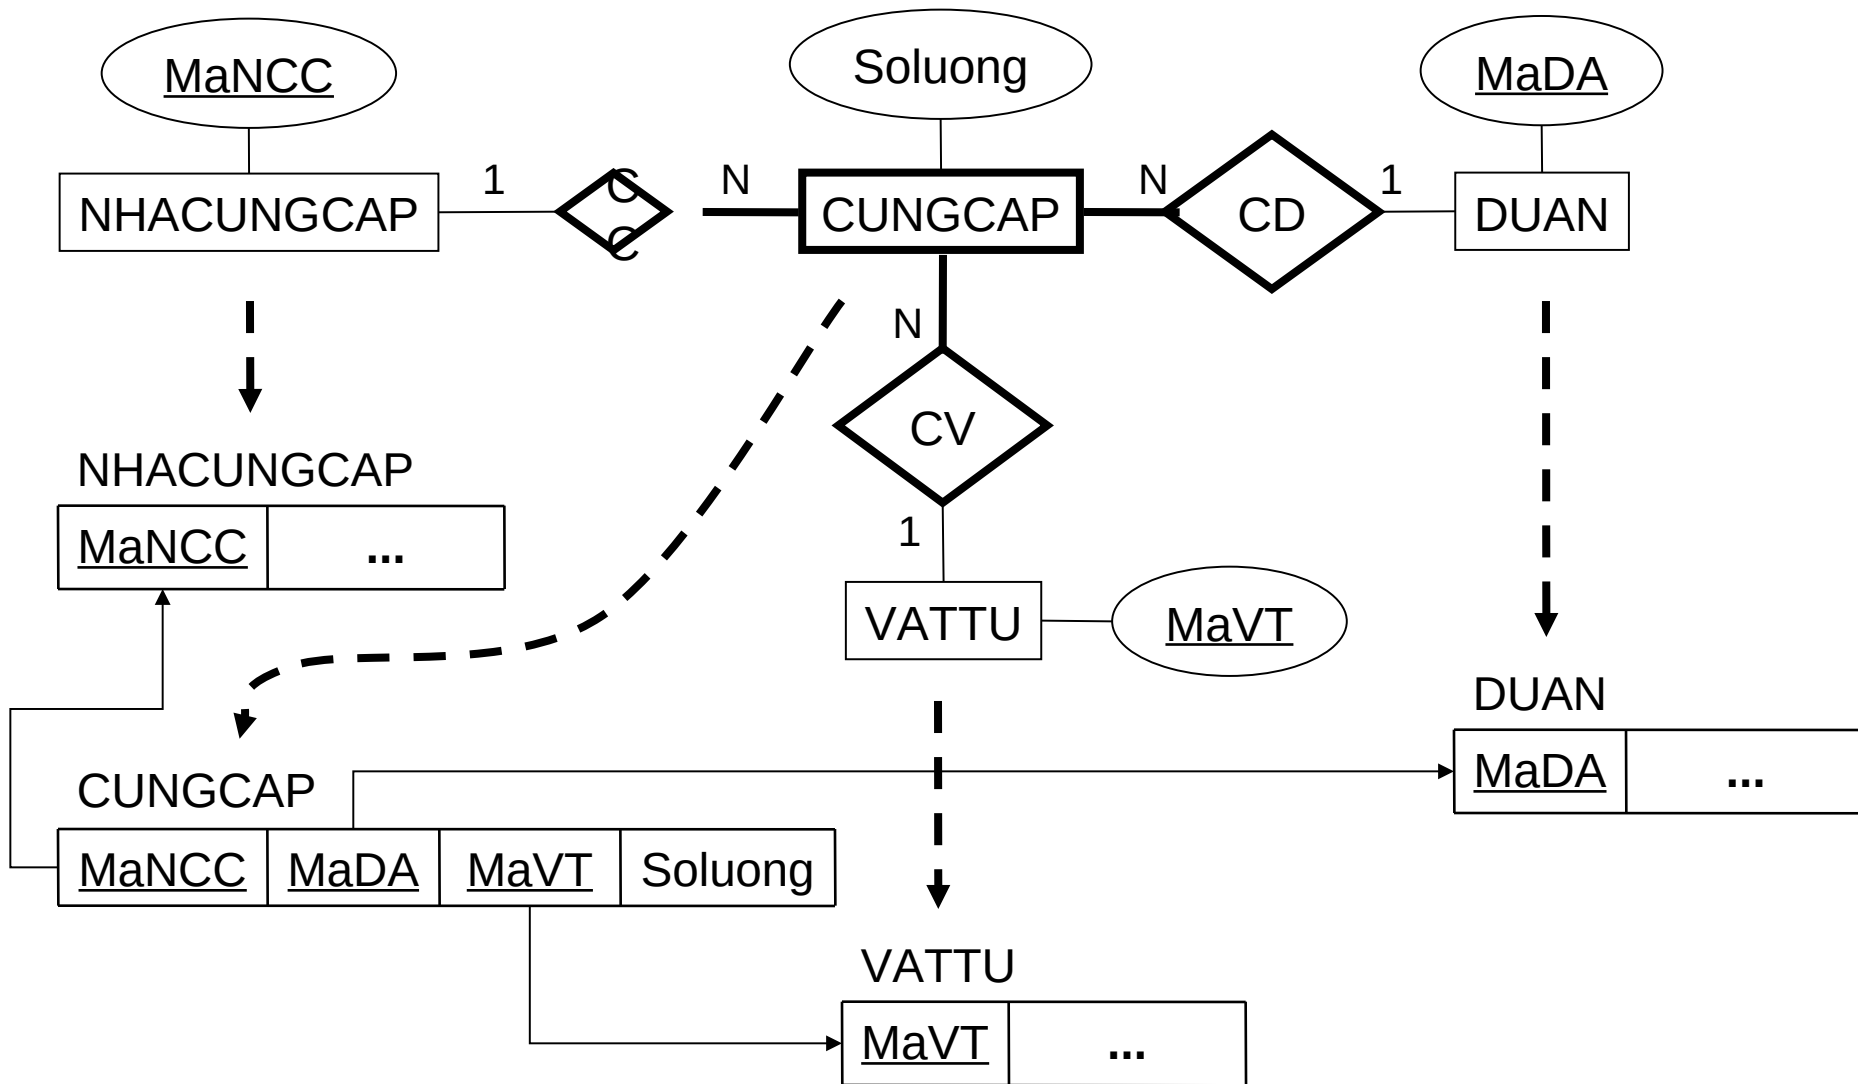 MaNCC
Soluong
MaDA
NHACUNGCAP
1
C
C
N
CUNGCAP
N
CD
1
DUAN
N
CV
1
VATTU
MaVT
NHACUNGCAP
MaNCC ...
DUAN
MaDA ...
CUNGCAP
MaNCC MaDA MaVT Soluong
VATTU
MaVT ...